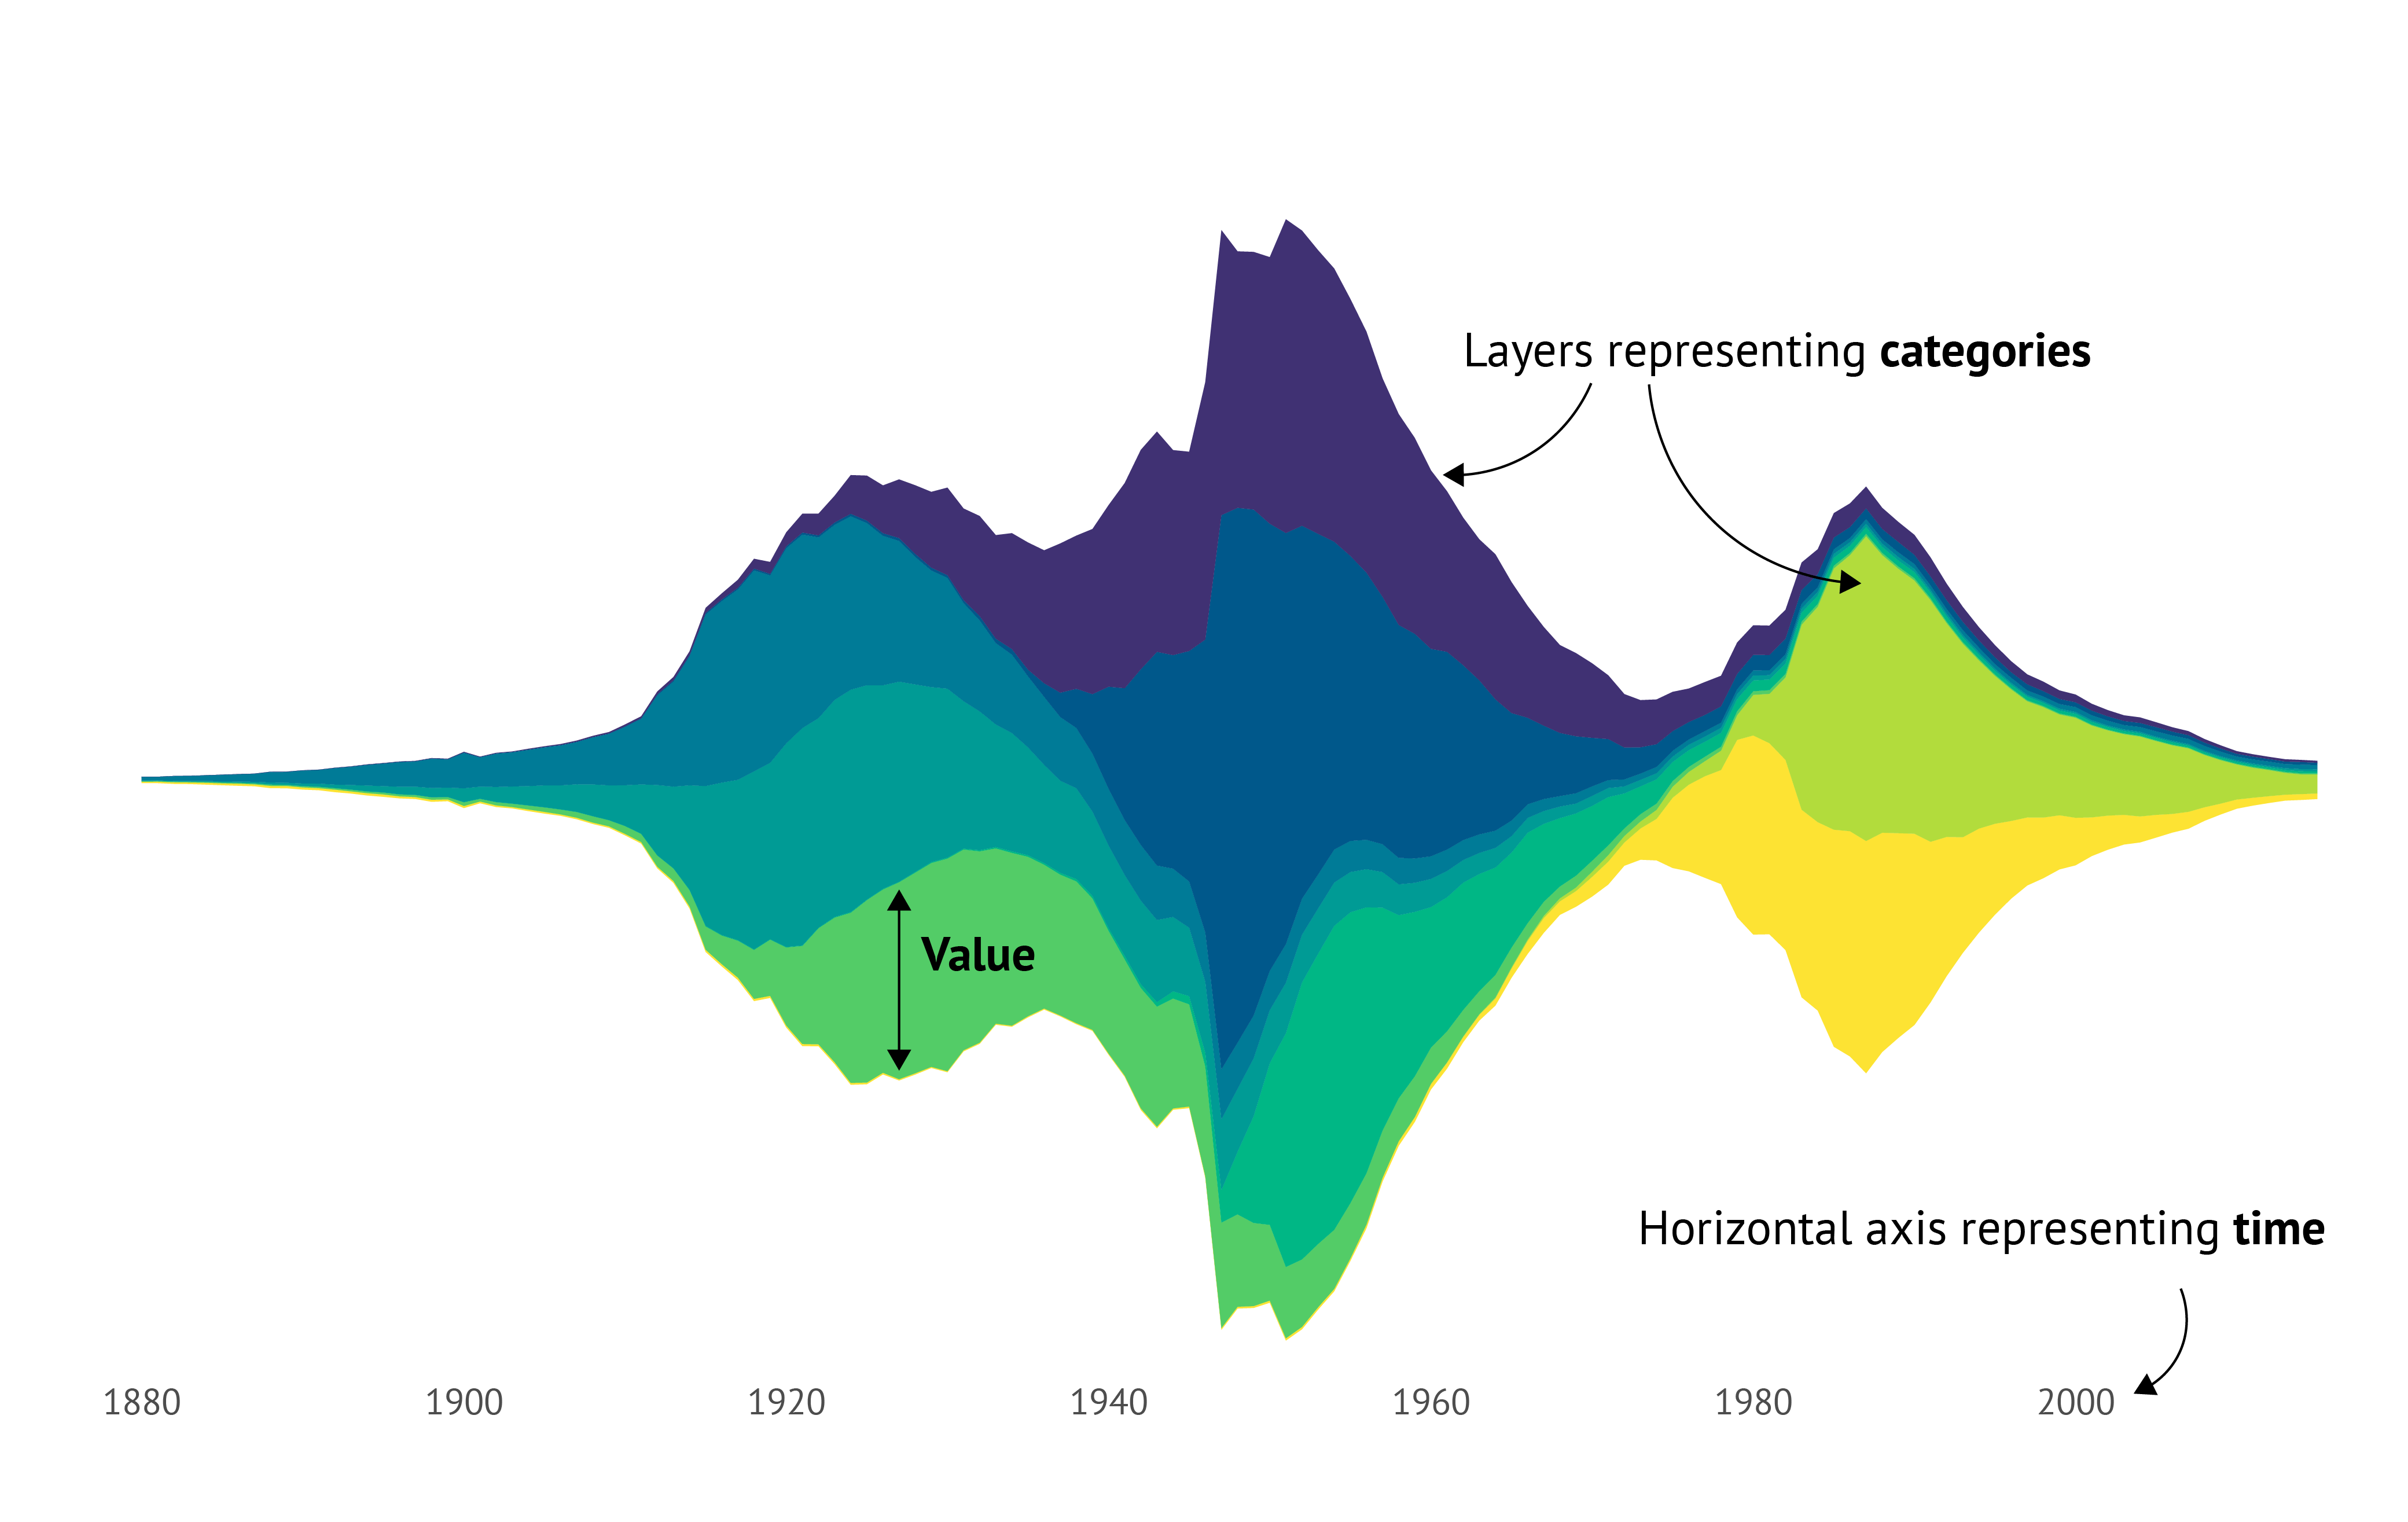 Layers representing categories
Value
Horizontal axis representing time
1880 1900 1920 1940 1960 1980 2000